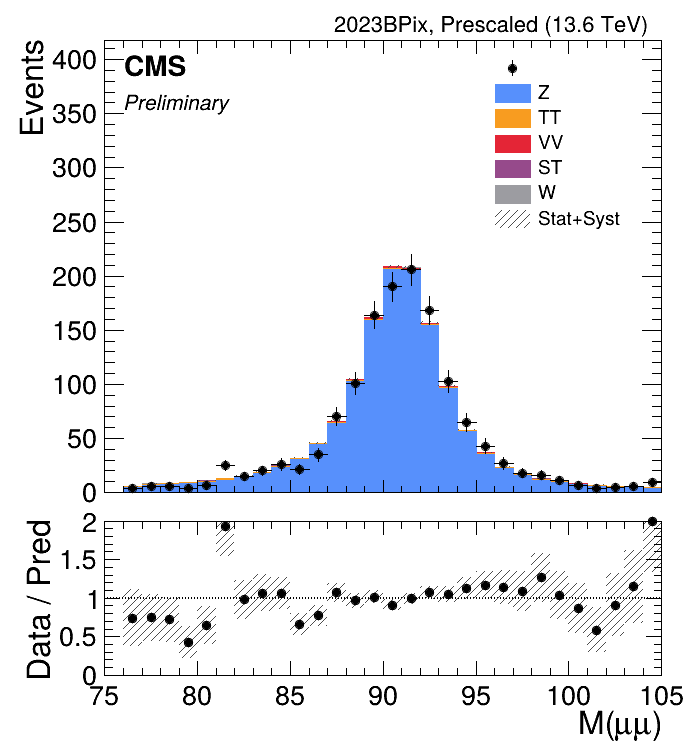 2023BPix, Prescaled (13.6 TeV)
CMS
Preliminary
Events
400
350
300
250
200
150
100
50
0
Z
TT
VV
ST
W
Stat+Syst
Data / Pred
2
1.5
1
0.5
0
75 80 85 90 95 100 105
M(μμ)